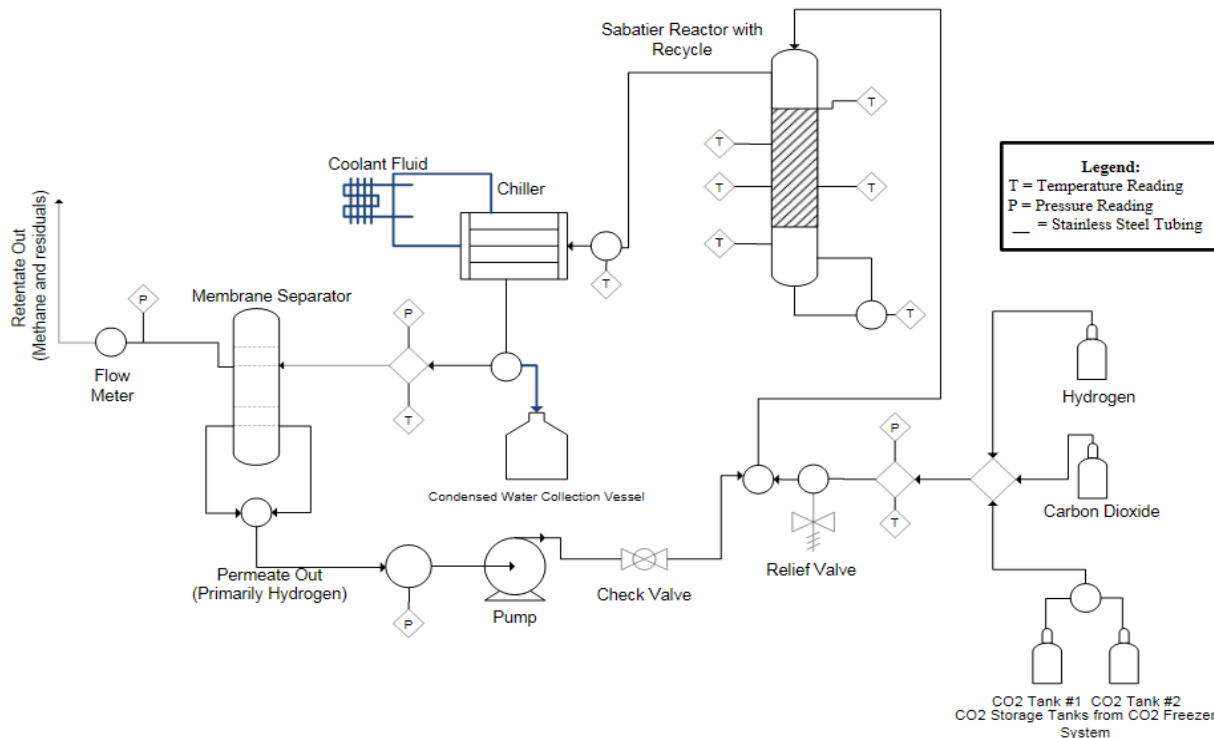 Sabatier Reactor with
Recycle
T
T
T
T
T
T
T
T
Legend:
T = Temperature Reading
P = Pressure Reading
__ = Stainless Steel Tubing
Coolant Fluid
Chiller
Retentate Out
(Methane and residuals)
P
Membrane Separator
P
T
Flow
Meter
Hydrogen
P
T
Carbon Dioxide
Condensed Water Collection Vessel
Relief Valve
Permeate Out
(Primarily Hydrogen)
P
Pump
Check Valve
CO2 Tank #1 CO2 Tank #2
CO2 Storage Tanks from CO2 Freezer
System